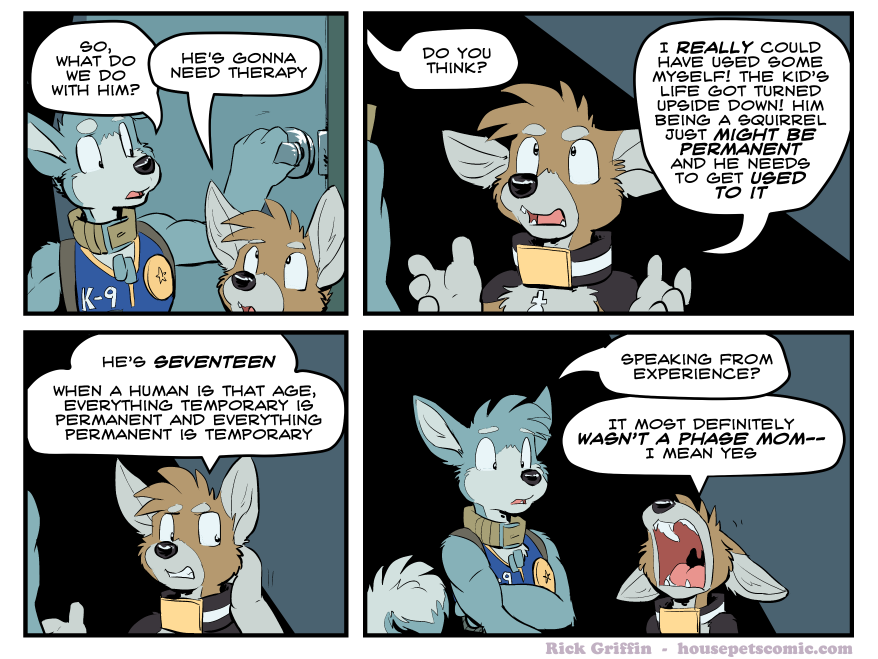 SO,
WHAT DO
WE DO
WITH HIM?
HE'S GONNA
NEED THERAPY
K-9
DO YOU
THINK?
I REALLY COULD
HAVE USED SOME
MYSELF! THE KID'S
LIFE GOT TURNED
UPSIDE DOWN! HIM
BEING A SQUIRREL
JUST MIGHT BE
PERMANENT
AND HE NEEDS
TO GET USED
TO IT
HE'S SEVENTEEN
WHEN A HUMAN IS THAT AGE,
EVERYTHING TEMPORARY IS
PERMANENT AND EVERYTHING
PERMANENT IS TEMPORARY
SPEAKING FROM
EXPERIENCE?
IT MOST DEFINITELY
WASN'T A PHASE MOM--
I MEAN YES
-9
Rick Griffin - housepetscomic.com